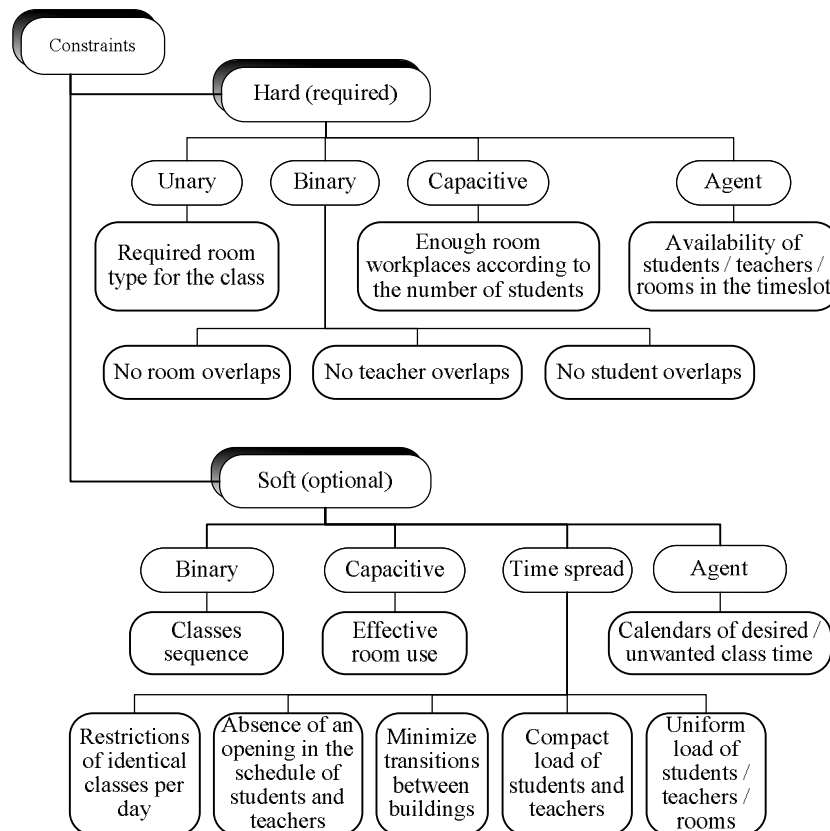 Constraints
Hard (required)
Unary
Binary
Capacitive
Agent
Required room
type for the class
Enough room
workplaces according to
the number of students
Availability of
students / teachers /
rooms in the timeslot
No room overlaps
No teacher overlaps
No student overlaps
Soft (optional)
Binary
Capacitive
Time spread
Agent
Classes
sequence
Effective
room use
Calendars of desired /
unwanted class time
Restrictions
of identical
classes per
day
Absence of an
opening in the
schedule of
students and
teachers
Minimize
transitions
between
buildings
Compact
load of
students and
teachers
Uniform
load of
students /
teachers /
rooms